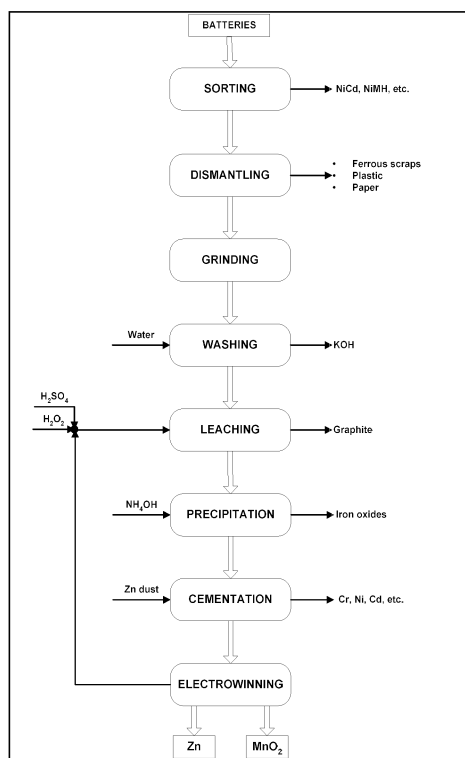 BATTERIES
SORTING
NiCd, NiMH, etc.
DISMANTLING
• Ferrous scraps
• Plastic
• Paper
GRINDING
Water
WASHING
KOH
H₂SO₄
H₂O₂
LEACHING
Graphite
NH₄OH
PRECIPITATION
Iron oxides
Zn dust
CEMENTATION
Cr, Ni, Cd, etc.
ELECTROWINNING
Zn
MnO₂